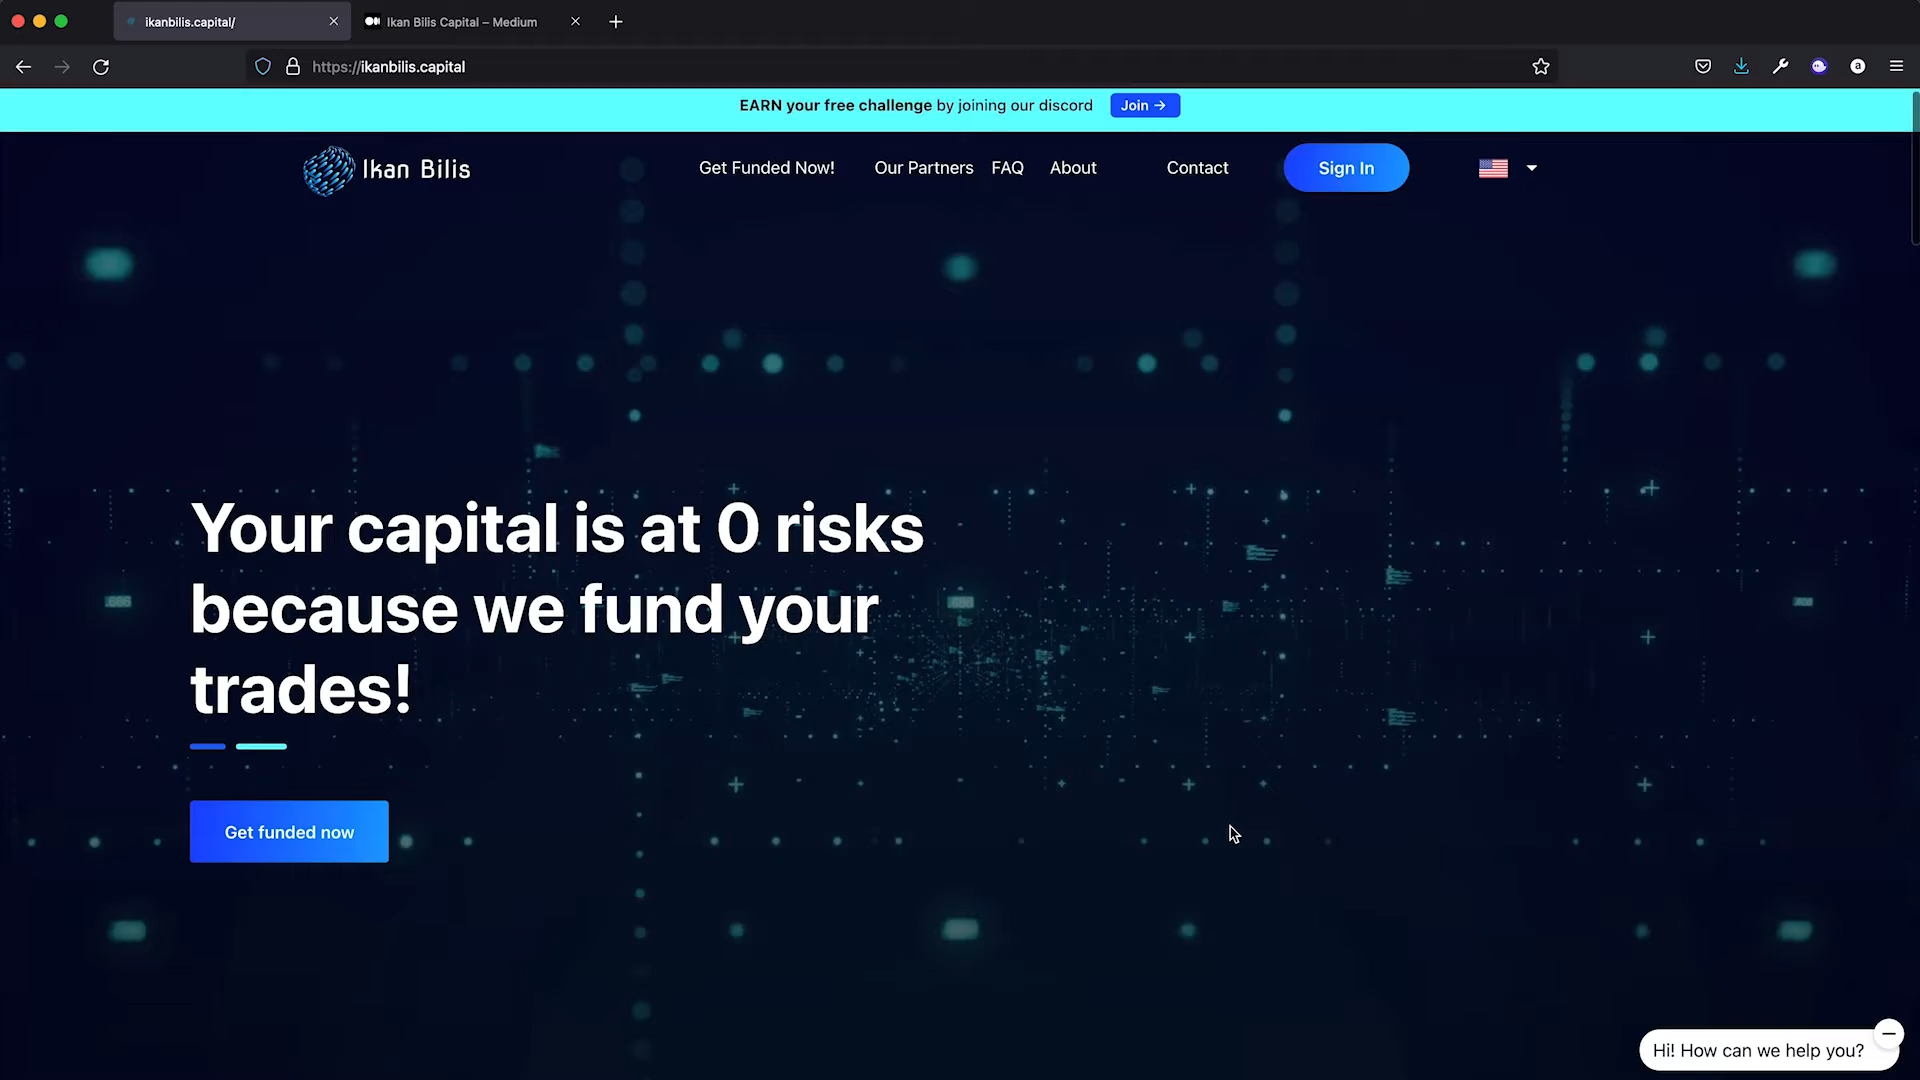 ikanbilis.capital/
Ikan Bilis Capital – Medium
https://ikanbilis.capital
a
EARN your free challenge by joining our discord Join →
Ikan Bilis
Get Funded Now! Our Partners FAQ About Contact Sign In
Your capital is at 0 risks
because we fund your
trades!
Get funded now
Hi! How can we help you?